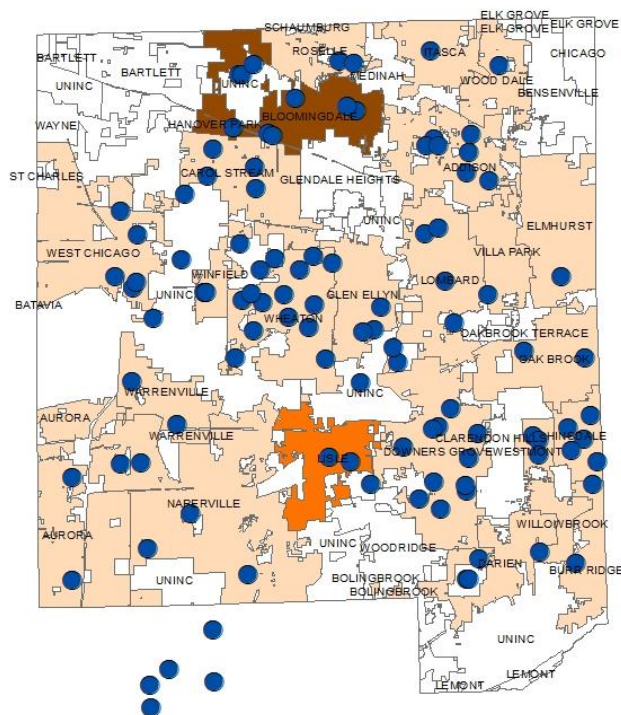 SCHAUMBURG
ELK GROVE
ELK GROVE
ELK GROVE
ROSELLE
ITASCA
CHICAGO
BARTLETT
BARTLETT
MEDINAH
WOOD DALE
UNINC
UNINC
BENSENVILLE
WAYNE
HANOVER PARK
BLOOMINGDALE
ADDISON
ST CHARLES
CAROL STREAM
GLENDALE HEIGHTS
UNINC
ELMHURST
WEST CHICAGO
VILLA PARK
WINFIELD
LOMBARD
BATAVIA
UNINC
GLEN ELLYN
WHEATON
OAKBROOK TERRACE
OAK BROOK
WARRENVILLE
UNINC
AURORA
WARRENVILLE
CLARENDON HILLS
HINSDALE
LISLE
DOWNERS GROVE
WESTMONT
NAPERVILLE
WILLOWBROOK
AURORA
UNINC
WOODRIDGE
DARIEN
BURR RIDGE
UNINC
BOLINGBROOK
BOLINGBROOK
UNINC
LEMONT
LEMONT